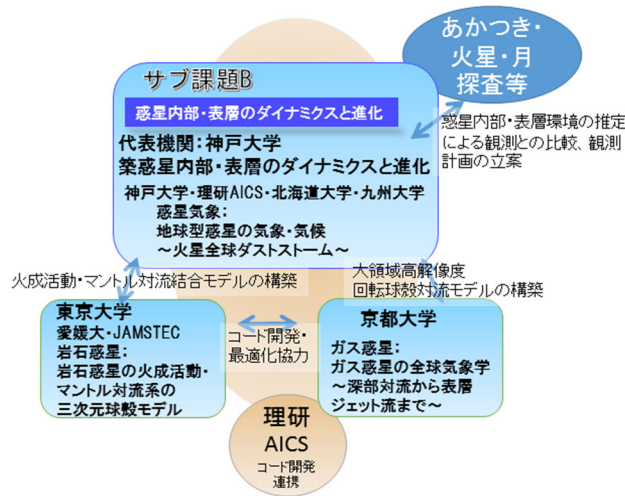 あかつき・
火星・月
探査等
サブ課題B
惑星内部・表層のダイナミクスと進化
代表機関：神戸大学
築惑星内部・表層のダイナミクスと進化
神戸大学・理研AICS・北海道大学・九州大学
惑星気象：
地球型惑星の気象・気候
～火星全球ダストストーム～
惑星内部・表層環境の推定
による観測との比較、観測
計画の立案
火成活動・マントル対流結合モデルの構築
大領域高解像度
回転球殻対流モデルの構築
東京大学
愛媛大・JAMSTEC
岩石惑星：
岩石惑星の火成活動・
マントル対流系の
三次元球殻モデル
コード開発・
最適化協力
京都大学
ガス惑星：
ガス惑星の全球気象学
～深部対流から表層
ジェット流まで～
理研
AICS
コード開発
連携